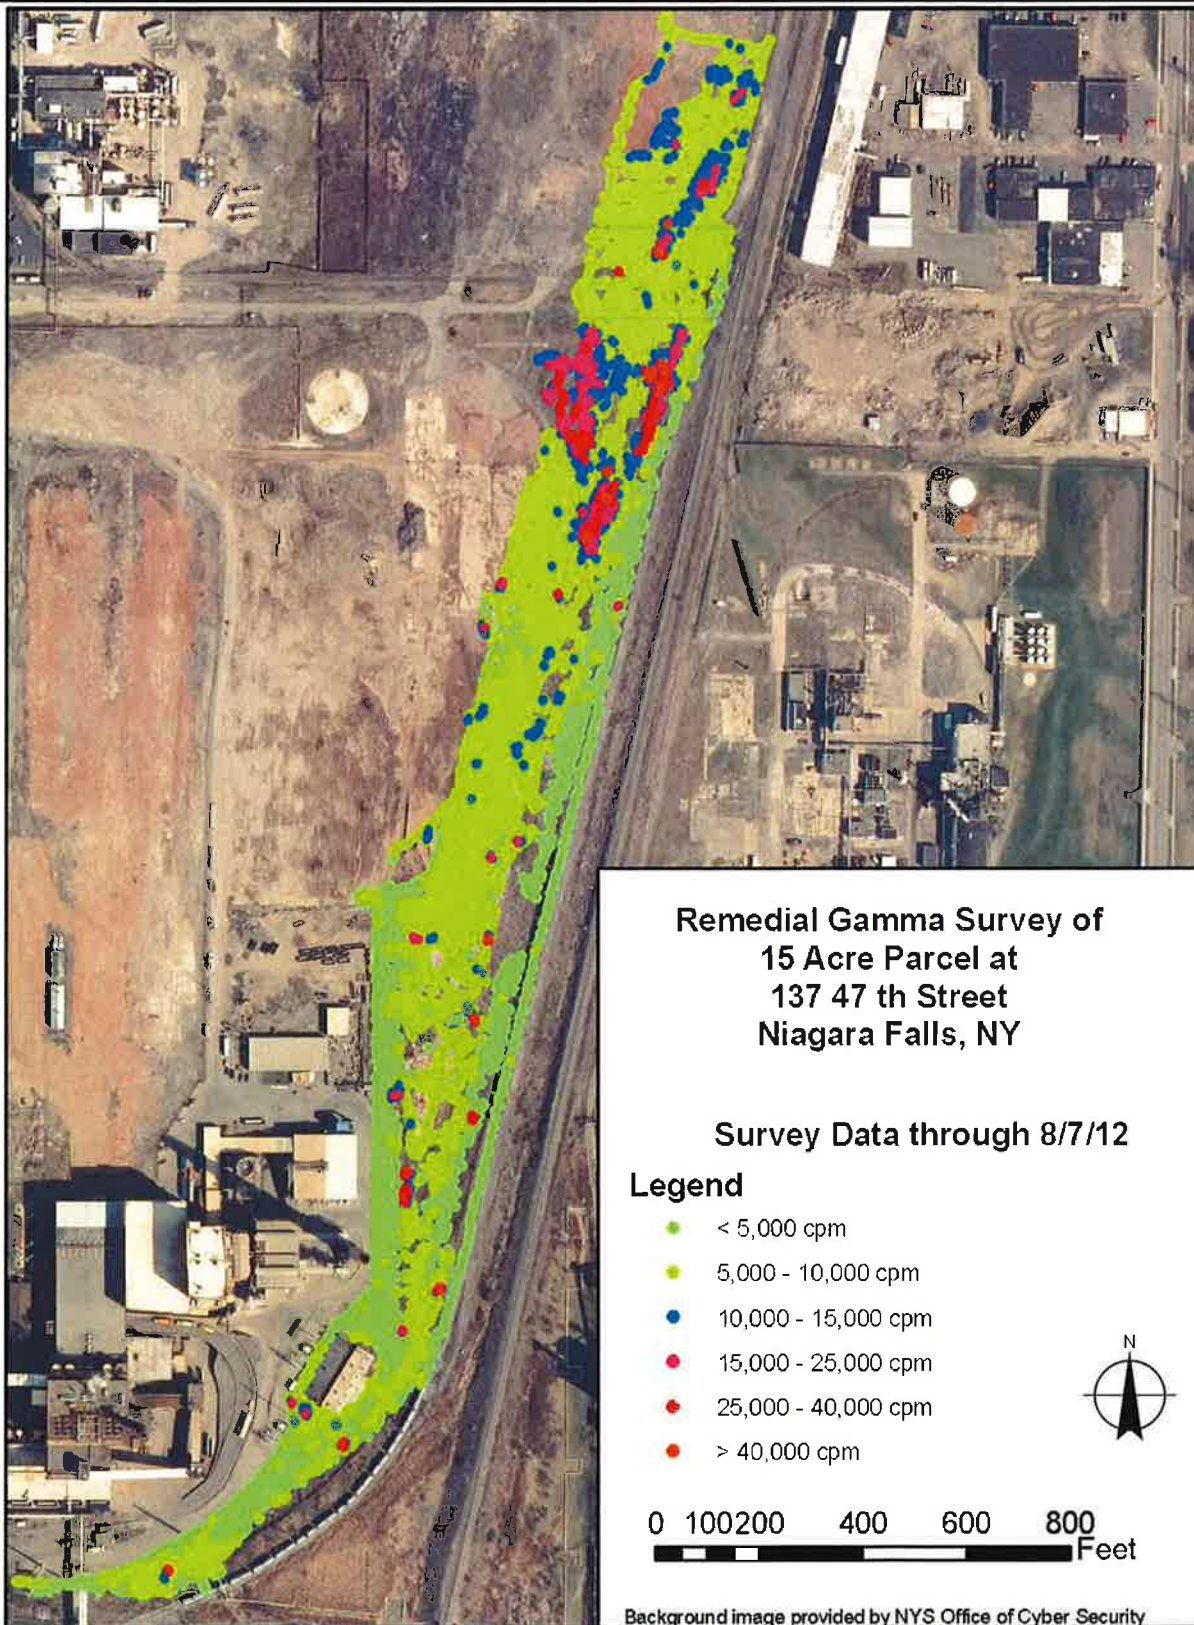 Remedial Gamma Survey of
15 Acre Parcel at
137 47 th Street
Niagara Falls, NY
Survey Data through 8/7/12
Legend
< 5,000 cpm
5,000 - 10,000 cpm
10,000 - 15,000 cpm
15,000 - 25,000 cpm
25,000 - 40,000 cpm
> 40,000 cpm
N
0 100 200 400 600 800
Feet
Background image provided by NYS Office of Cyber Security